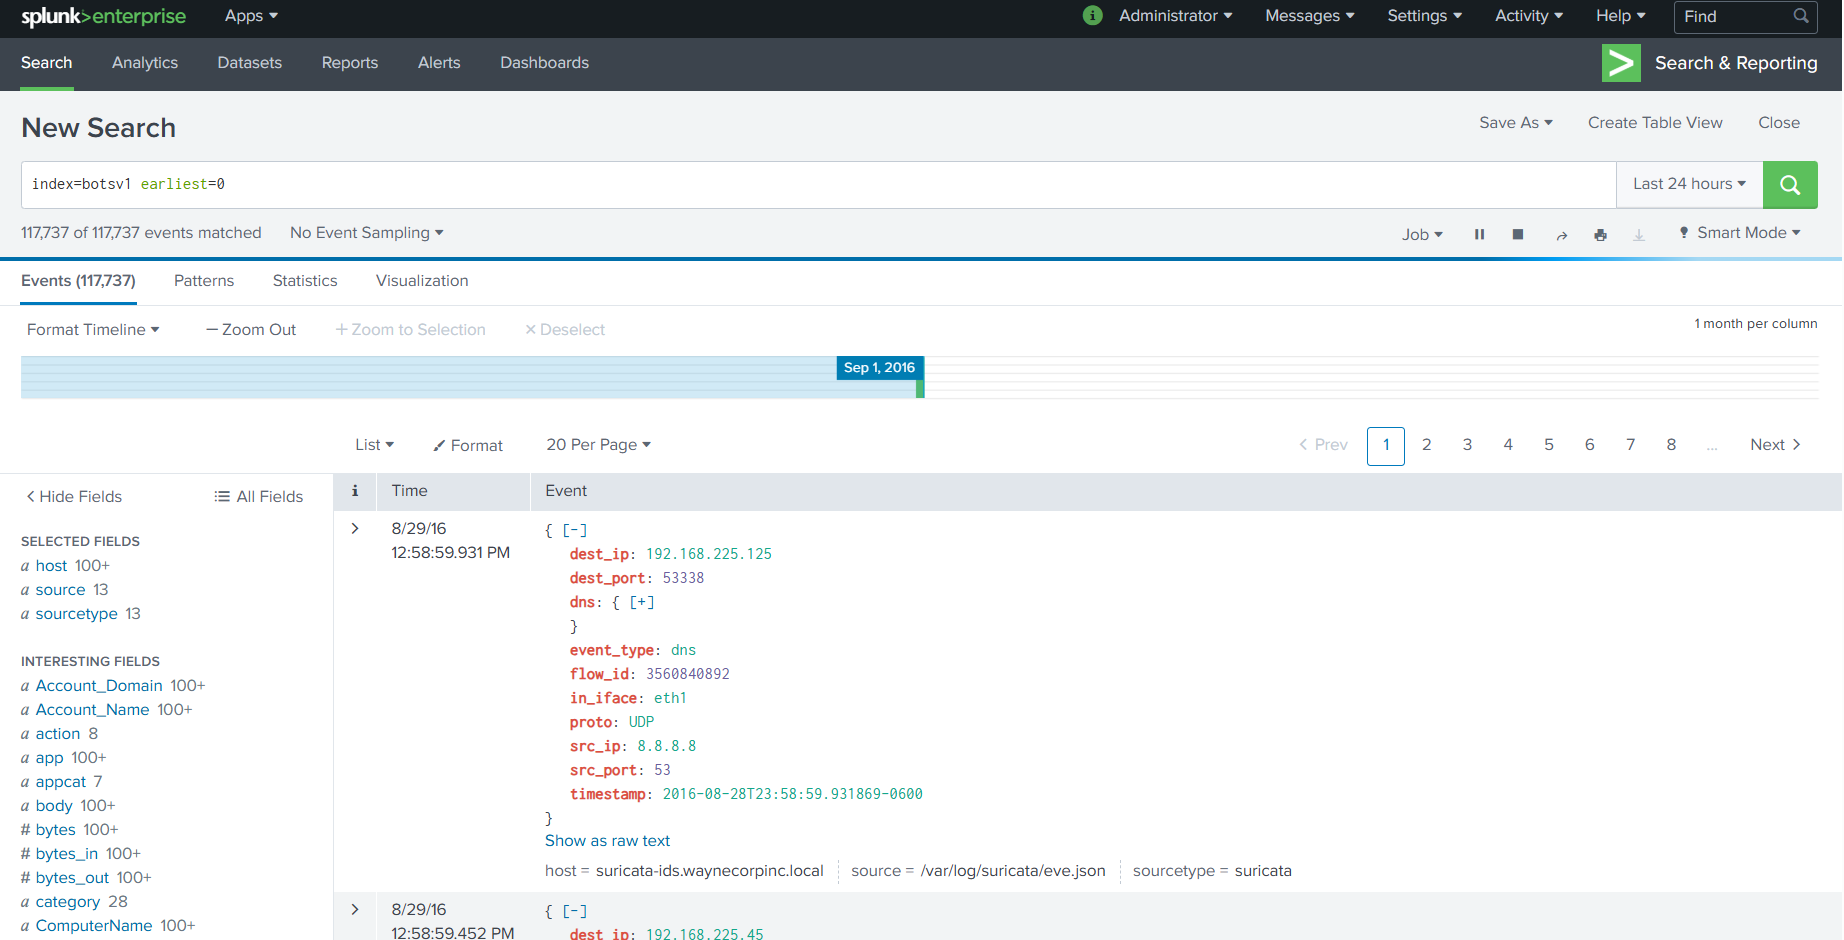 splunk>enterprise Apps Administrator Messages Settings Activity Help Find
Search Analytics Datasets Reports Alerts Dashboards Search & Reporting
New Search Save As Create Table View Close
index=botsv1 earliest=0 Last 24 hours
117,737 of 117,737 events matched No Event Sampling Job Smart Mode
Events (117,737) Patterns Statistics Visualization
Format Timeline — Zoom Out + Zoom to Selection × Deselect 1 month per column
Sep 1, 2016
List Format 20 Per Page < Prev 1 2 3 4 5 6 7 8 ... Next >
< Hide Fields All Fields
SELECTED FIELDS
a host 100+
a source 13
a sourcetype 13
INTERESTING FIELDS
a Account_Domain 100+
a Account_Name 100+
a action 8
a app 100+
a appcat 7
a body 100+
# bytes 100+
# bytes_in 100+
# bytes_out 100+
a category 28
a ComputerName 100+
i Time Event
> 8/29/16
12:58:59.931 PM
{ [-]
dest_ip: 192.168.225.125
dest_port: 53338
dns: { [+]
}
event_type: dns
flow_id: 3560840892
in_iface: eth1
proto: UDP
src_ip: 8.8.8.8
src_port: 53
timestamp: 2016-08-28T23:58:59.931869-0600
}
Show as raw text
host = suricata-ids.waynecorpinc.local source = /var/log/suricata/eve.json sourcetype = suricata
> 8/29/16
12:58:59.452 PM
{ [-]
dest_ip: 192.168.225.45